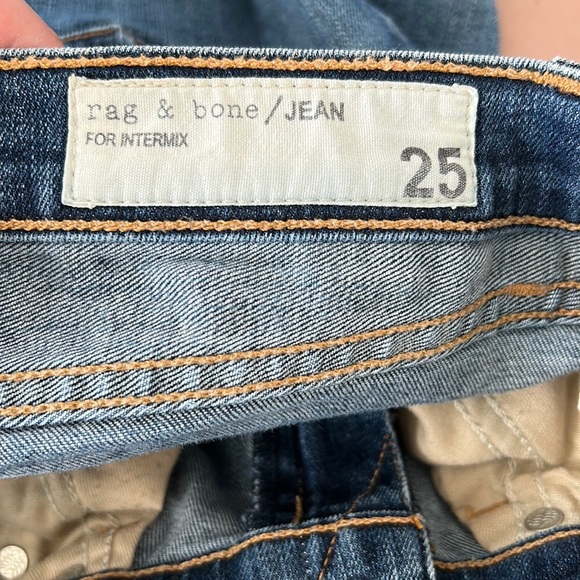 rag & bone/JEAN
FOR INTERMIX
25